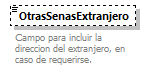 OtrasSenasExtranjero
Campo para incluir la
direccion del extranjero, en
caso de requerirse.